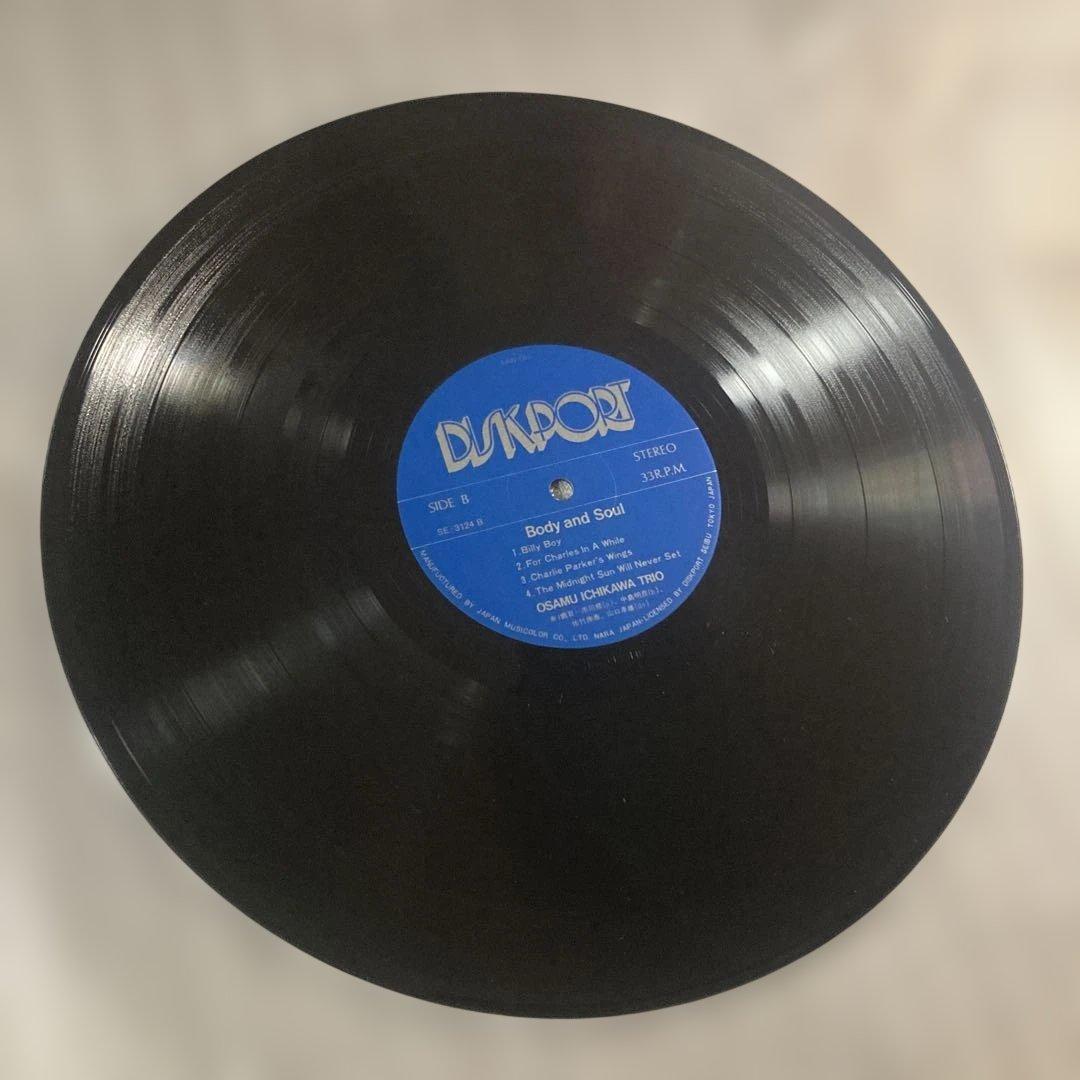 DISKPORT
STEREO
33R.P.M.
SIDE B
SE-3124 B
Body and Soul
1.Billy Boy
2.For Charles In A While
3.Charlie Parker's Wings
4.The Midnight Sun Will Never Set
OSAMU ICHIKAWA TRIO
MANUFUCTURED BY JAPAN MUSICOLOR CO., LTD. NARA JAPAN·LICENSED BY DISKPORT SEIBU TOKYO JAPAN